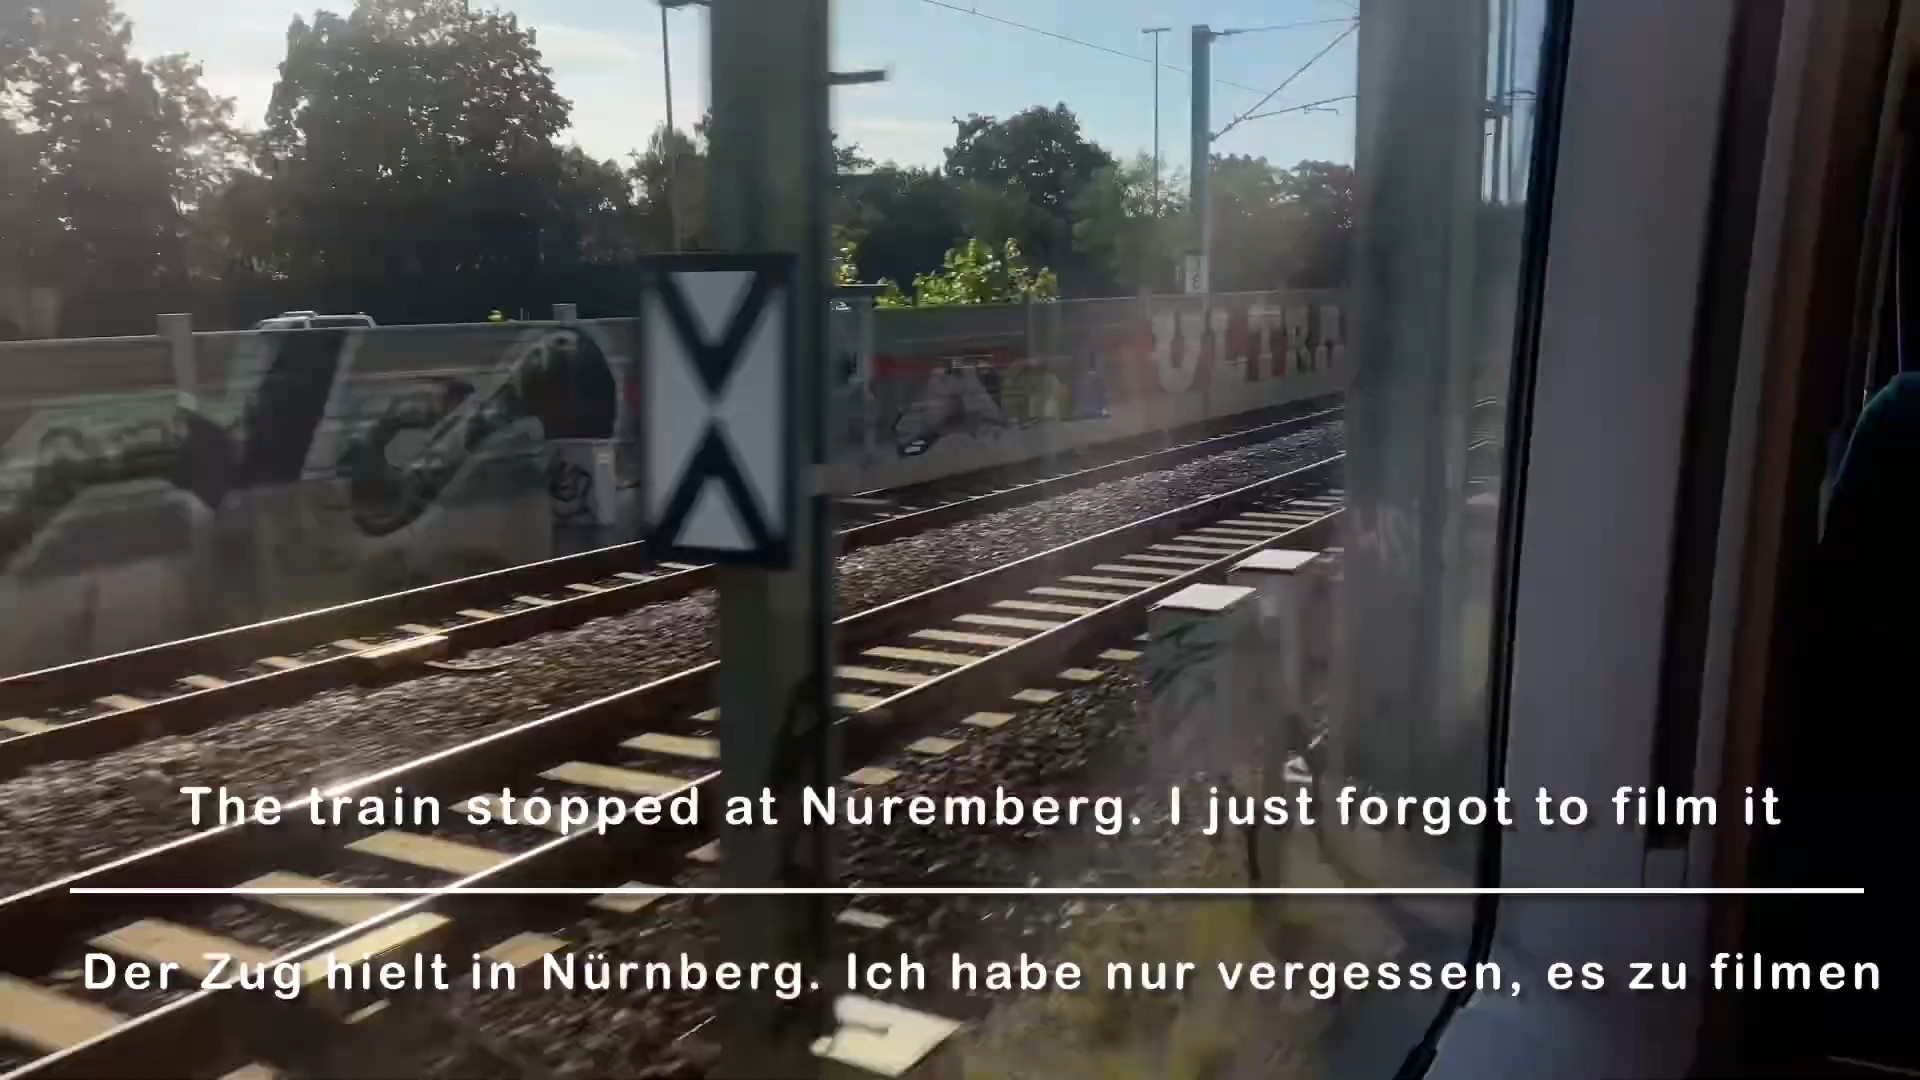 ULTRA
The train stopped at Nuremberg. I just forgot to film it
Der Zug hielt in Nürnberg. Ich habe nur vergessen, es zu filmen